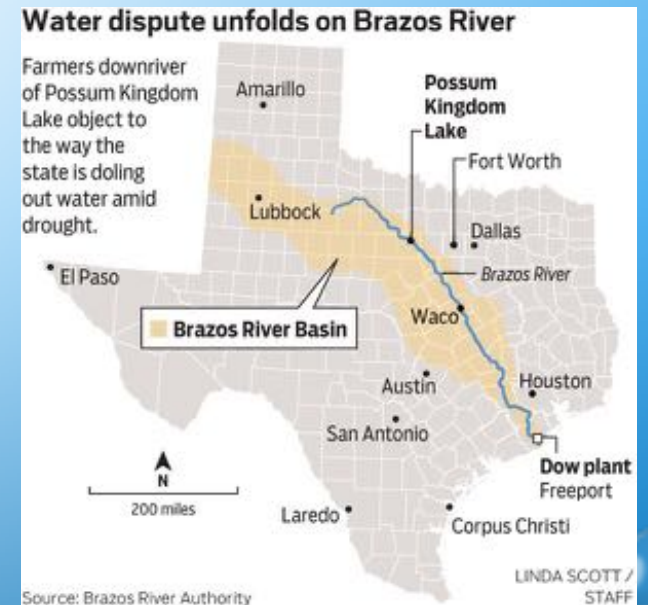 Water dispute unfolds on Brazos River
Farmers downriver
of Possum Kingdom
Lake object to
the way the
state is doling
out water amid
drought.
Amarillo
Possum
Kingdom
Lake
Fort Worth
Lubbock
Dallas
Brazos River
El Paso
Brazos River Basin
Waco
Austin
Houston
San Antonio
Dow plant
Freeport
N
200 miles
Laredo
Corpus Christi
LINDA SCOTT /
STAFF
Source: Brazos River Authority